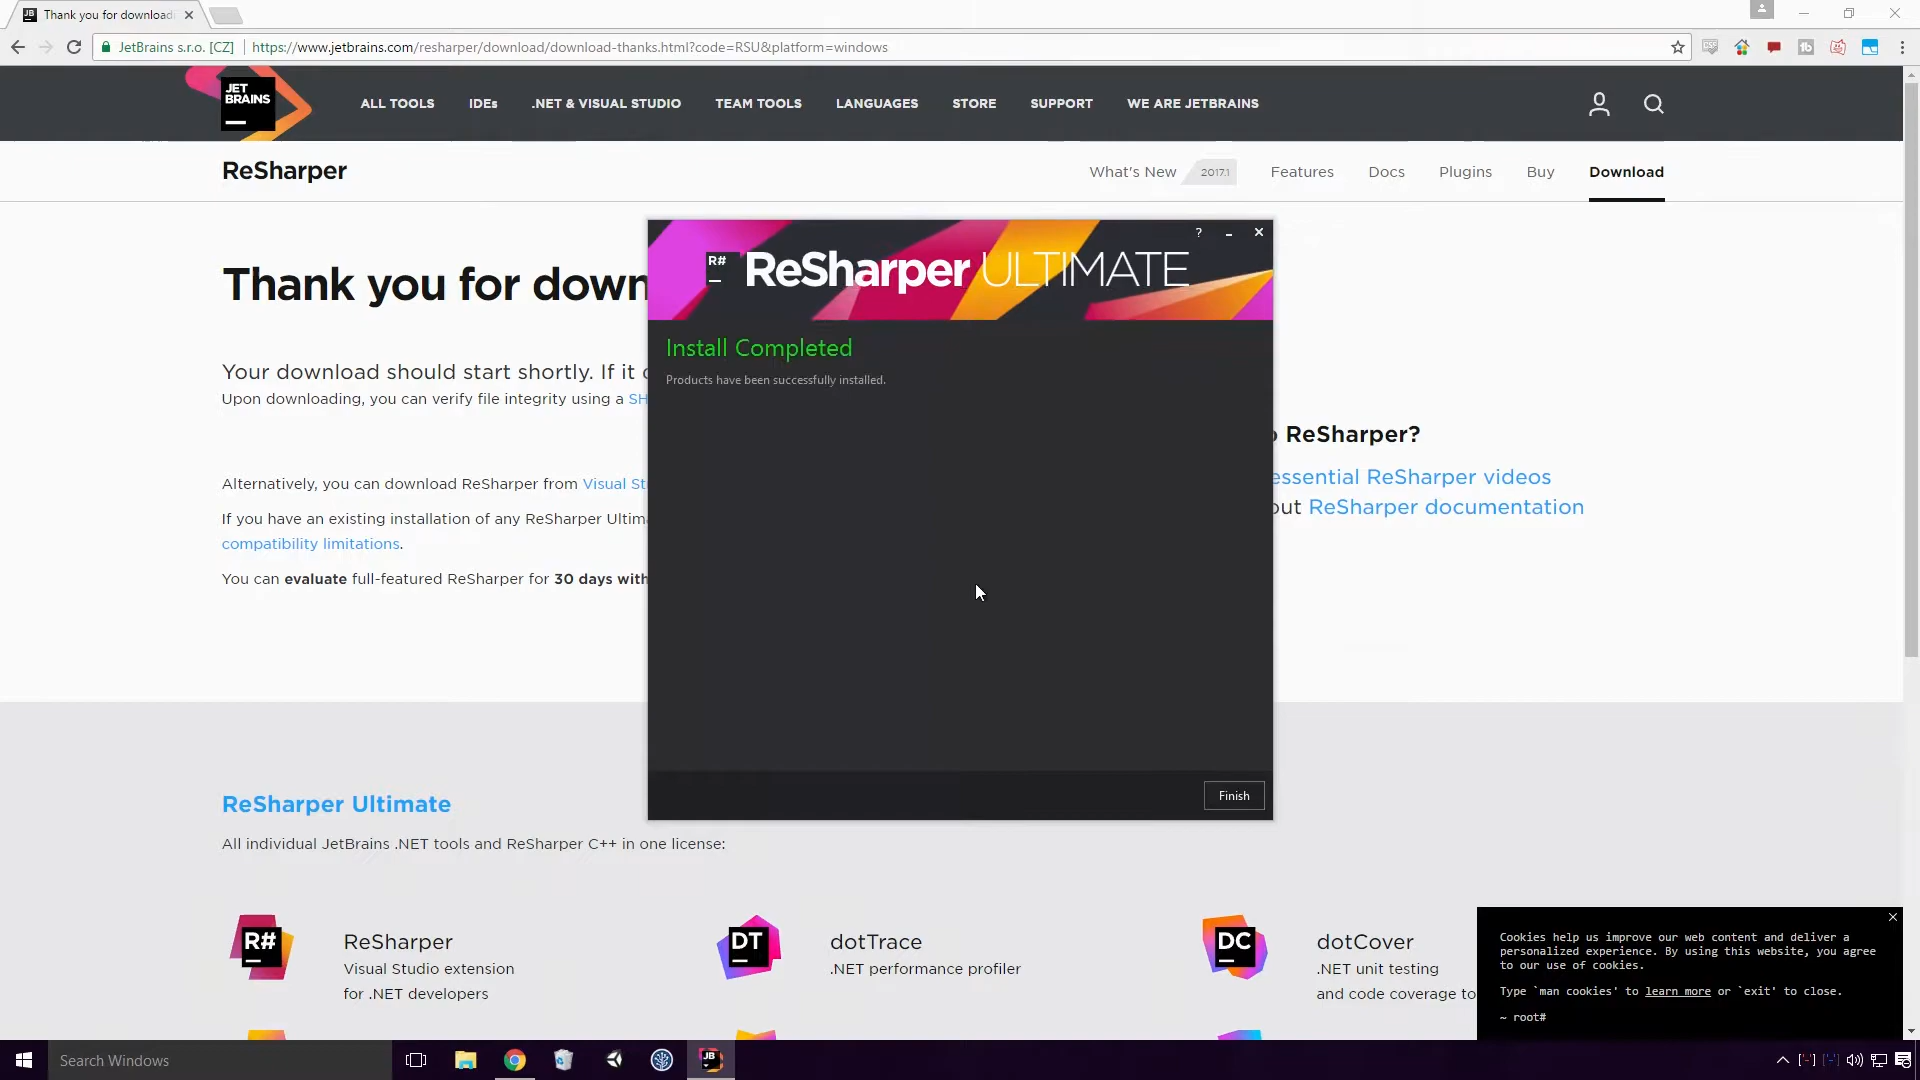 JB Thank you for download
JetBrains s.r.o. [CZ] https://www.jetbrains.com/resharper/download/download-thanks.html?code=RSU&platform=windows
JET
BRAINS
ALL TOOLS IDEs .NET & VISUAL STUDIO TEAM TOOLS LANGUAGES STORE SUPPORT WE ARE JETBRAINS
ReSharper
What's New 2017.1 Features Docs Plugins Buy Download
R# ReSharper ULTIMATE
? _ ✕
Install Completed
Products have been successfully installed.
Finish
Thank you for down
Your download should start shortly. If it
Upon downloading, you can verify file integrity using a SH
Alternatively, you can download ReSharper from Visual St
If you have an existing installation of any ReSharper Ultim
compatibility limitations.
You can evaluate full-featured ReSharper for 30 days with
ReSharper?
essential ReSharper videos
out ReSharper documentation
ReSharper Ultimate
All individual JetBrains .NET tools and ReSharper C++ in one license:
R#
ReSharper
Visual Studio extension
for .NET developers
DT
dotTrace
.NET performance profiler
DC
dotCover
.NET unit testing
and code coverage to
Cookies help us improve our web content and deliver a
personalized experience. By using this website, you agree
to our use of cookies.
Type `man cookies' to learn more or `exit' to close.
~ root#
Search Windows
JB